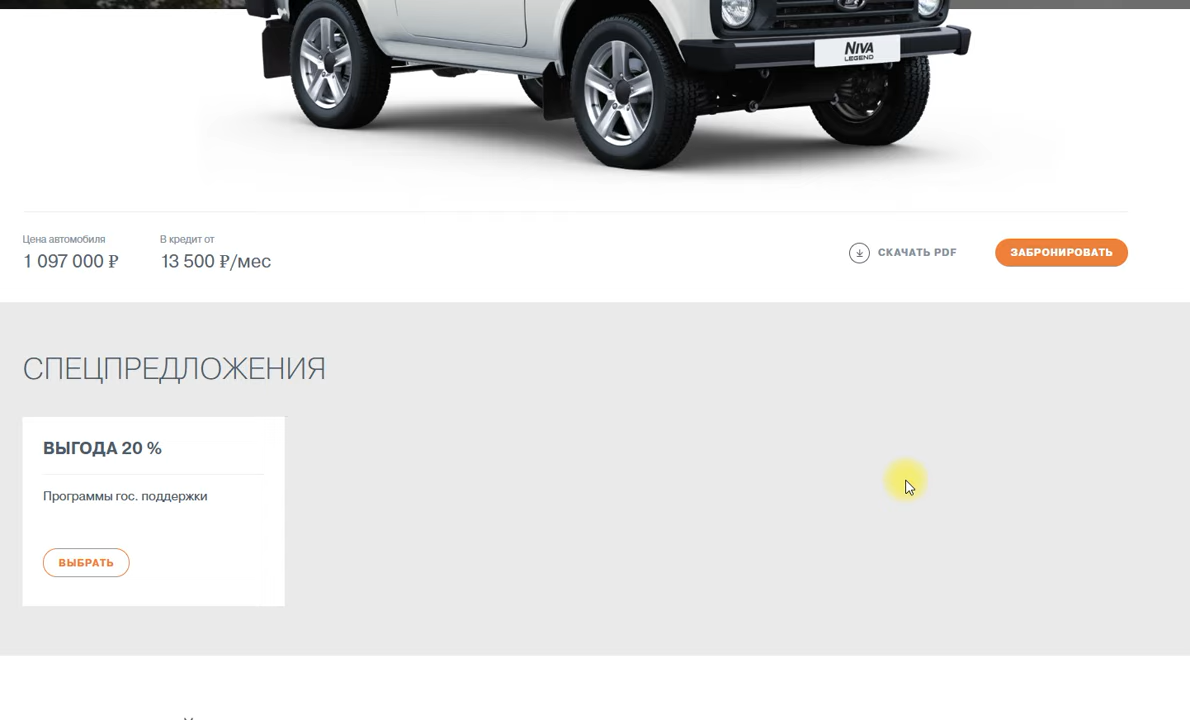 NIVA
LEGEND
Цена автомобиля
В кредит от
1 097 000 ₽
13 500 ₽/мес
СКАЧАТЬ PDF
ЗАБРОНИРОВАТЬ
СПЕЦПРЕДЛОЖЕНИЯ
ВЫГОДА 20 %
Программы гос. поддержки
ВЫБРАТЬ